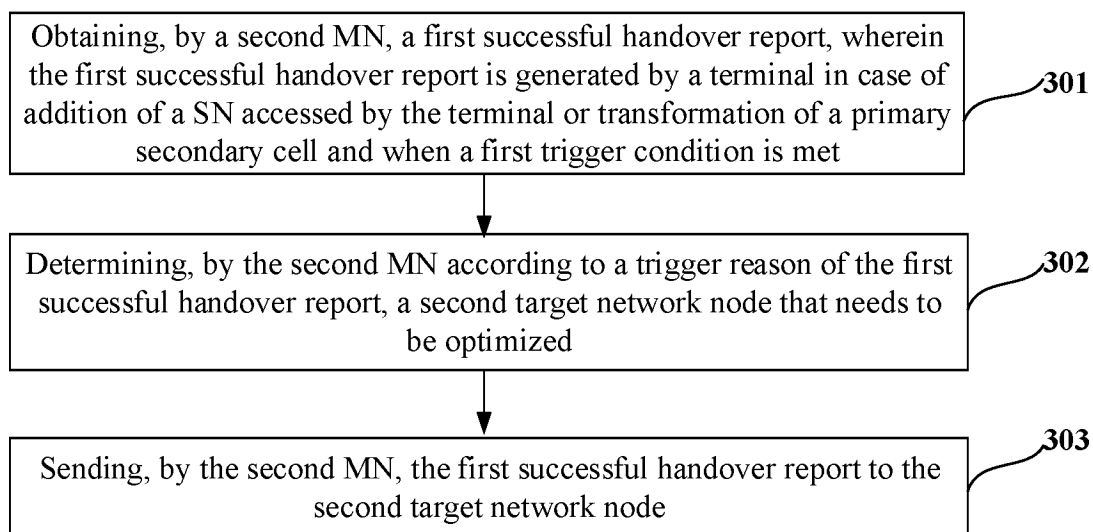 Obtaining, by a second MN, a first successful handover report, wherein
the first successful handover report is generated by a terminal in case of
addition of a SN accessed by the terminal or transformation of a primary
secondary cell and when a first trigger condition is met
301
Determining, by the second MN according to a trigger reason of the first
successful handover report, a second target network node that needs to
be optimized
302
Sending, by the second MN, the first successful handover report to the
second target network node
303